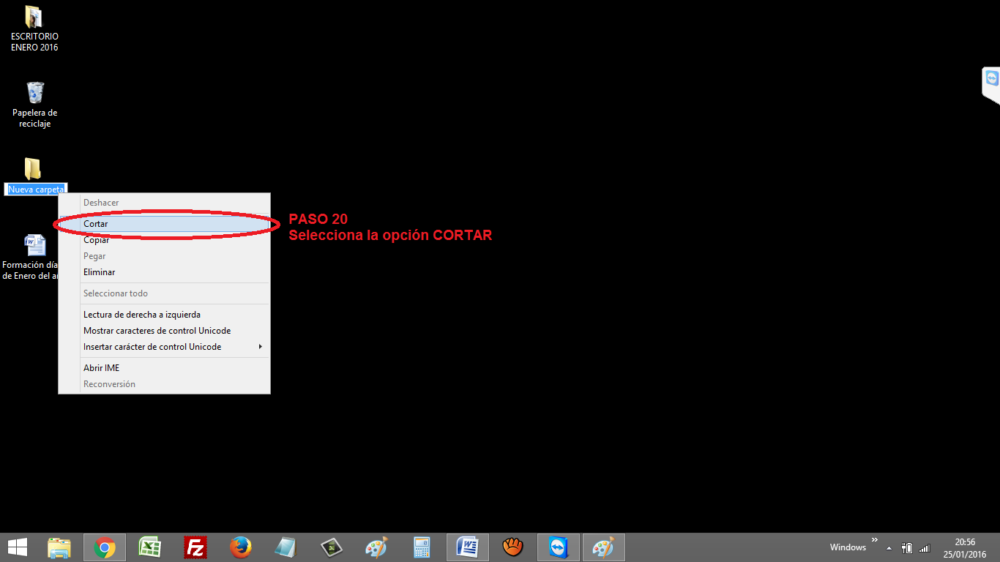 ESCRITORIO
ENERO 2016
Papelera de
reciclaje
Nueva carpeta
Formación día
de Enero del
Deshacer
Cortar
Copiar
Pegar
Eliminar
Seleccionar todo
Lectura de derecha a izquierda
Mostrar caracteres de control Unicode
Insertar carácter de control Unicode
Abrir IME
Reconversión
PASO 20
Selecciona la opción CORTAR
Fz
W
Windows
20:56
25/01/2016